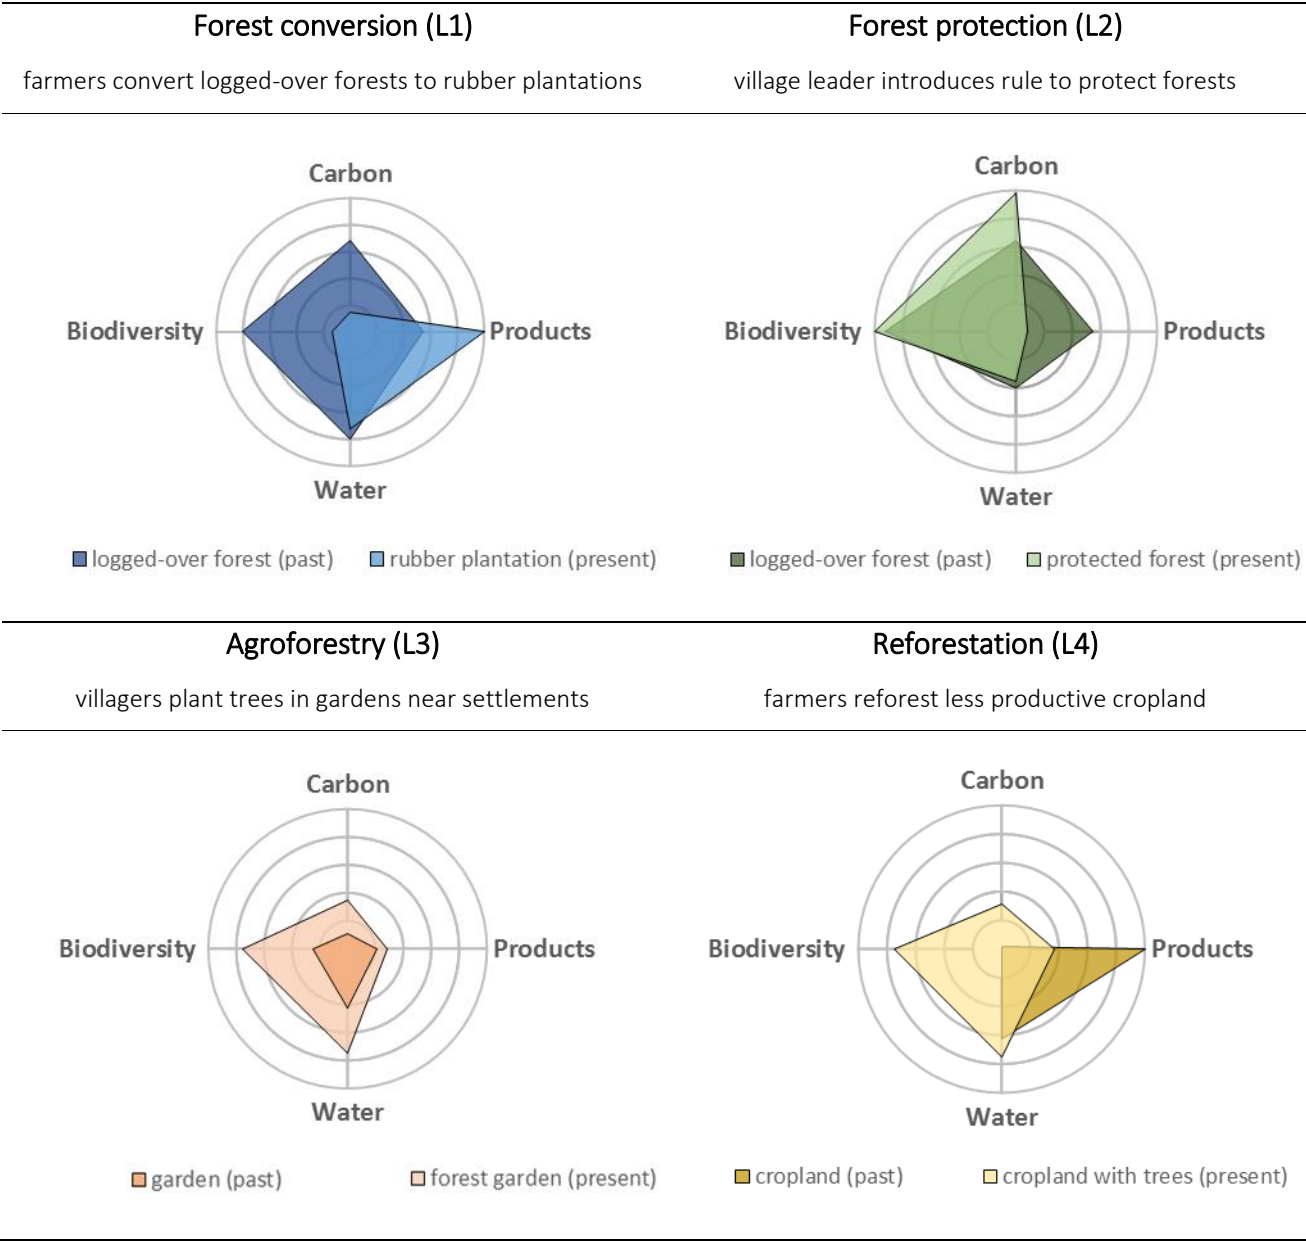 Forest conversion (L1)
farmers convert logged-over forests to rubber plantations
Carbon
Biodiversity
Products
Water
logged-over forest (past)
rubber plantation (present)
Forest protection (L2)
village leader introduces rule to protect forests
Carbon
Biodiversity
Products
Water
logged-over forest (past)
protected forest (present)
Agroforestry (L3)
villagers plant trees in gardens near settlements
Carbon
Biodiversity
Products
Water
garden (past)
forest garden (present)
Reforestation (L4)
farmers reforest less productive cropland
Carbon
Biodiversity
Products
Water
cropland (past)
cropland with trees (present)